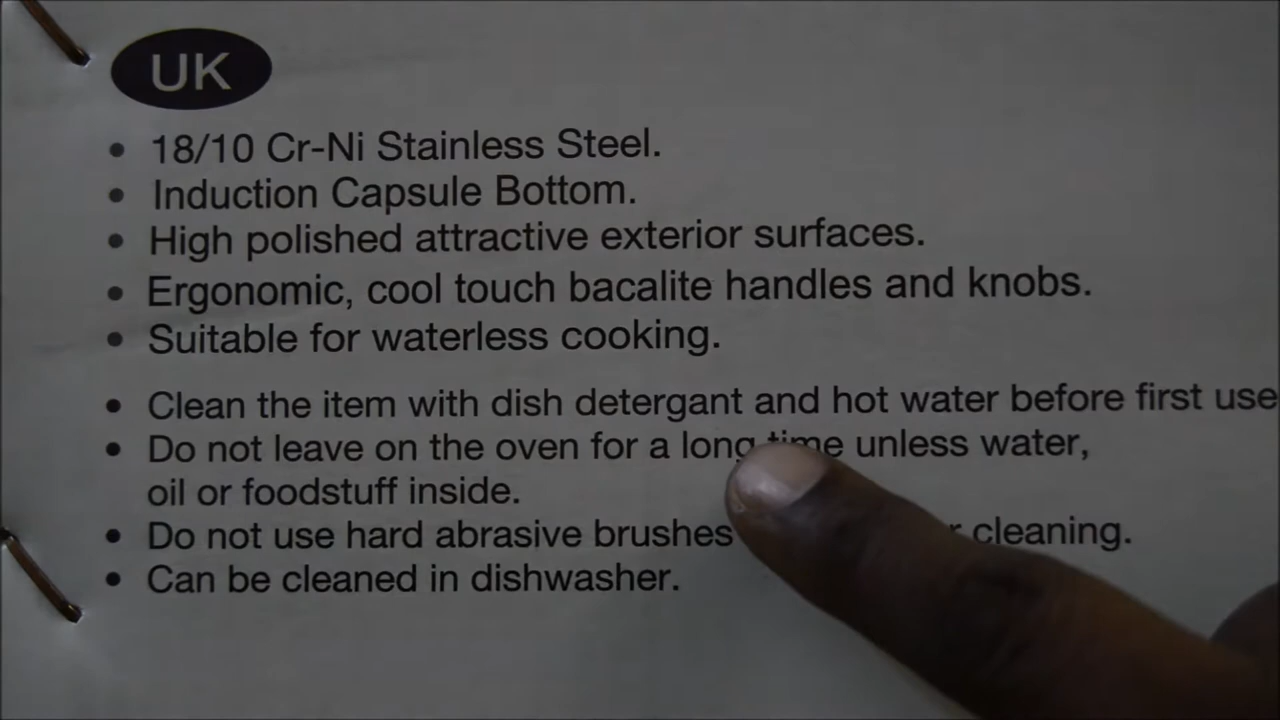 UK
• 18/10 Cr-Ni Stainless Steel.
• Induction Capsule Bottom.
• High polished attractive exterior surfaces.
• Ergonomic, cool touch bacalite handles and knobs.
• Suitable for waterless cooking.
• Clean the item with dish detergant and hot water before first use
• Do not leave on the oven for a long time unless water,
oil or foodstuff inside.
• Do not use hard abrasive brushes cleaning.
• Can be cleaned in dishwasher.